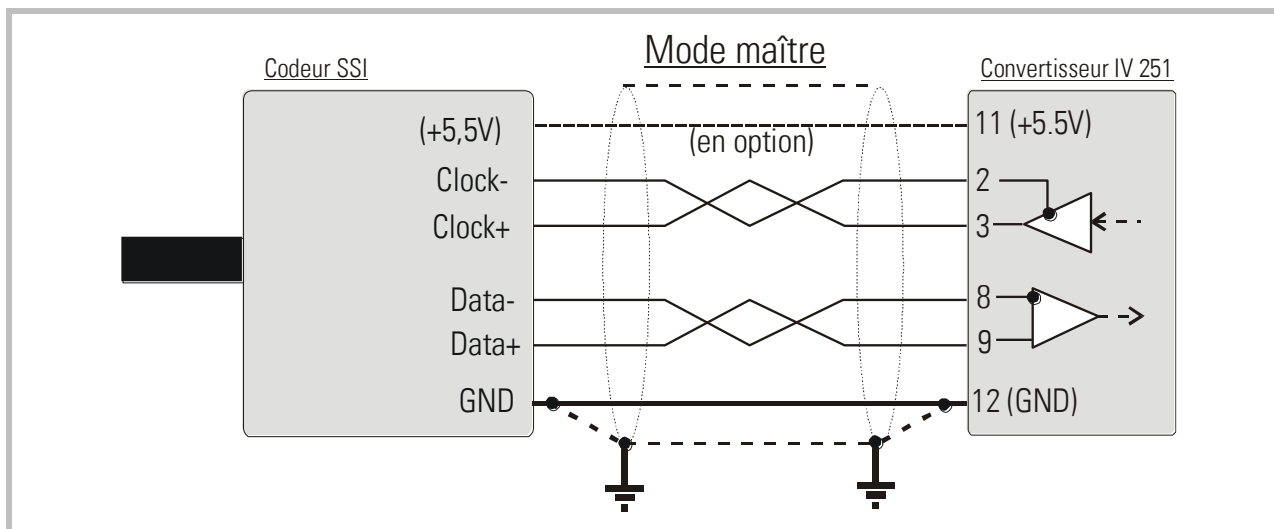 Mode maître
Codeur SSI
Convertisseur IV 251
(+5,5V)
(en option)
11 (+5.5V)
Clock-
2
Clock+
3
Data-
8
Data+
9
GND
12 (GND)